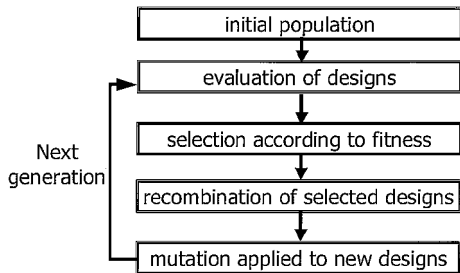 initial population
evaluation of designs
selection according to fitness
Next
generation
recombination of selected designs
mutation applied to new designs